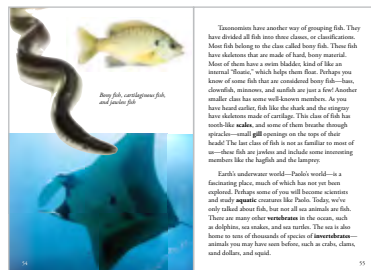 Bony fish, cartilaginous fish,
and jawless fish
54
Taxonomists have another way of grouping fish. They
have divided all fish into three classes, or classifications.
Most fish belong to the class called bony fish. These fish
have skeletons that are made of hard, bony material.
Most of them have a swim bladder, kind of like an
internal “floatie,” which helps them float. Perhaps you
know of some fish that are considered bony fish—bass,
clownfish, minnows, and sunfish are just a few! Another
smaller class has some well-known members. As you
have heard earlier, fish like the shark and the stingray
have skeletons made of cartilage. This class of fish has
tooth-like scales, and some of them breathe through
spiracles—small gill openings on the tops of their
heads! The last class of fish is not as familiar to most of
us—these fish are jawless and include some interesting
members like the hagfish and the lamprey.
Earth’s underwater world—Paolo’s world—is a
fascinating place, much of which has not yet been
explored. Perhaps some of you will become scientists
and study aquatic creatures like Paolo. Today, we’ve
only talked about fish, but not all sea animals are fish.
There are many other vertebrates in the ocean, such
as dolphins, sea snakes, and sea turtles. The sea is also
home to tens of thousands of species of invertebrates—
animals you may have seen before, such as crabs, clams,
sand dollars, and squid.
55